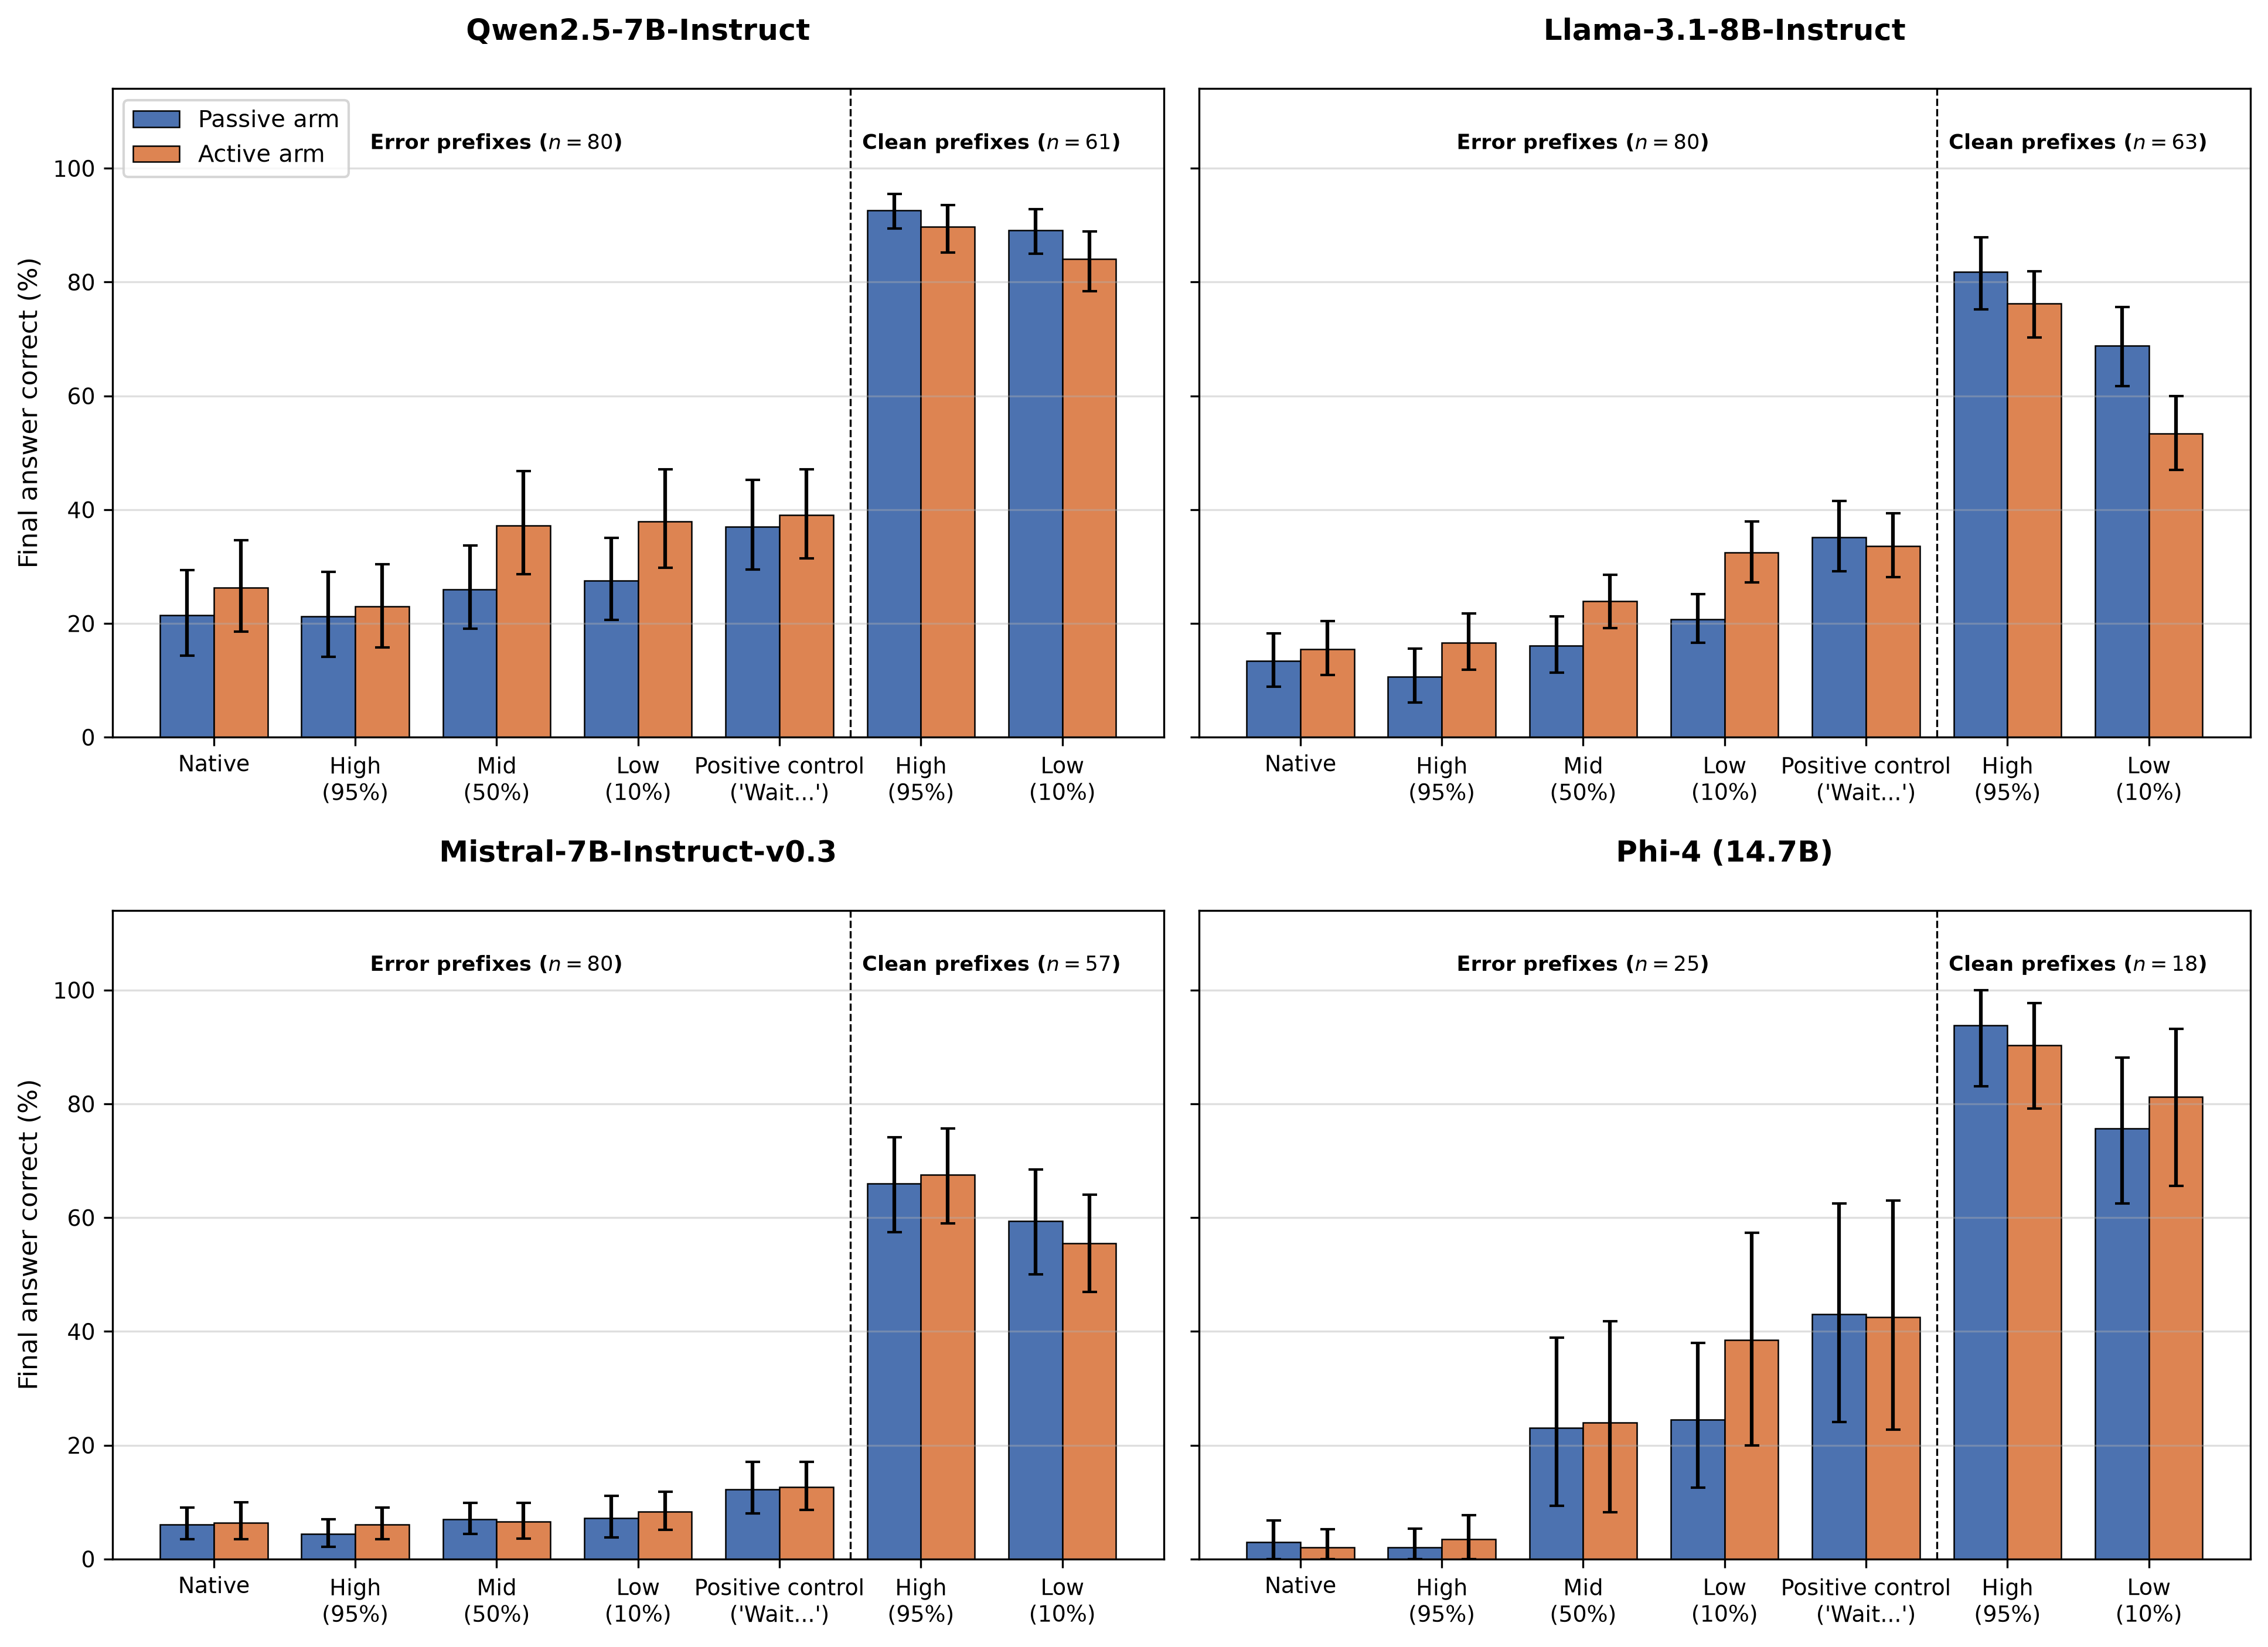 Qwen2.5-7B-Instruct
Passive arm
Active arm
Error prefixes (n = 80)
Clean prefixes (n = 61)
Final answer correct (%)
100
80
60
40
20
0
Native
High
(95%)
Mid
(50%)
Low
(10%)
Positive control
('Wait...')
High
(95%)
Low
(10%)
Llama-3.1-8B-Instruct
Error prefixes (n = 80)
Clean prefixes (n = 63)
Native
High
(95%)
Mid
(50%)
Low
(10%)
Positive control
('Wait...')
High
(95%)
Low
(10%)
Mistral-7B-Instruct-v0.3
Error prefixes (n = 80)
Clean prefixes (n = 57)
Final answer correct (%)
100
80
60
40
20
0
Native
High
(95%)
Mid
(50%)
Low
(10%)
Positive control
('Wait...')
High
(95%)
Low
(10%)
Phi-4 (14.7B)
Error prefixes (n = 25)
Clean prefixes (n = 18)
Native
High
(95%)
Mid
(50%)
Low
(10%)
Positive control
('Wait...')
High
(95%)
Low
(10%)